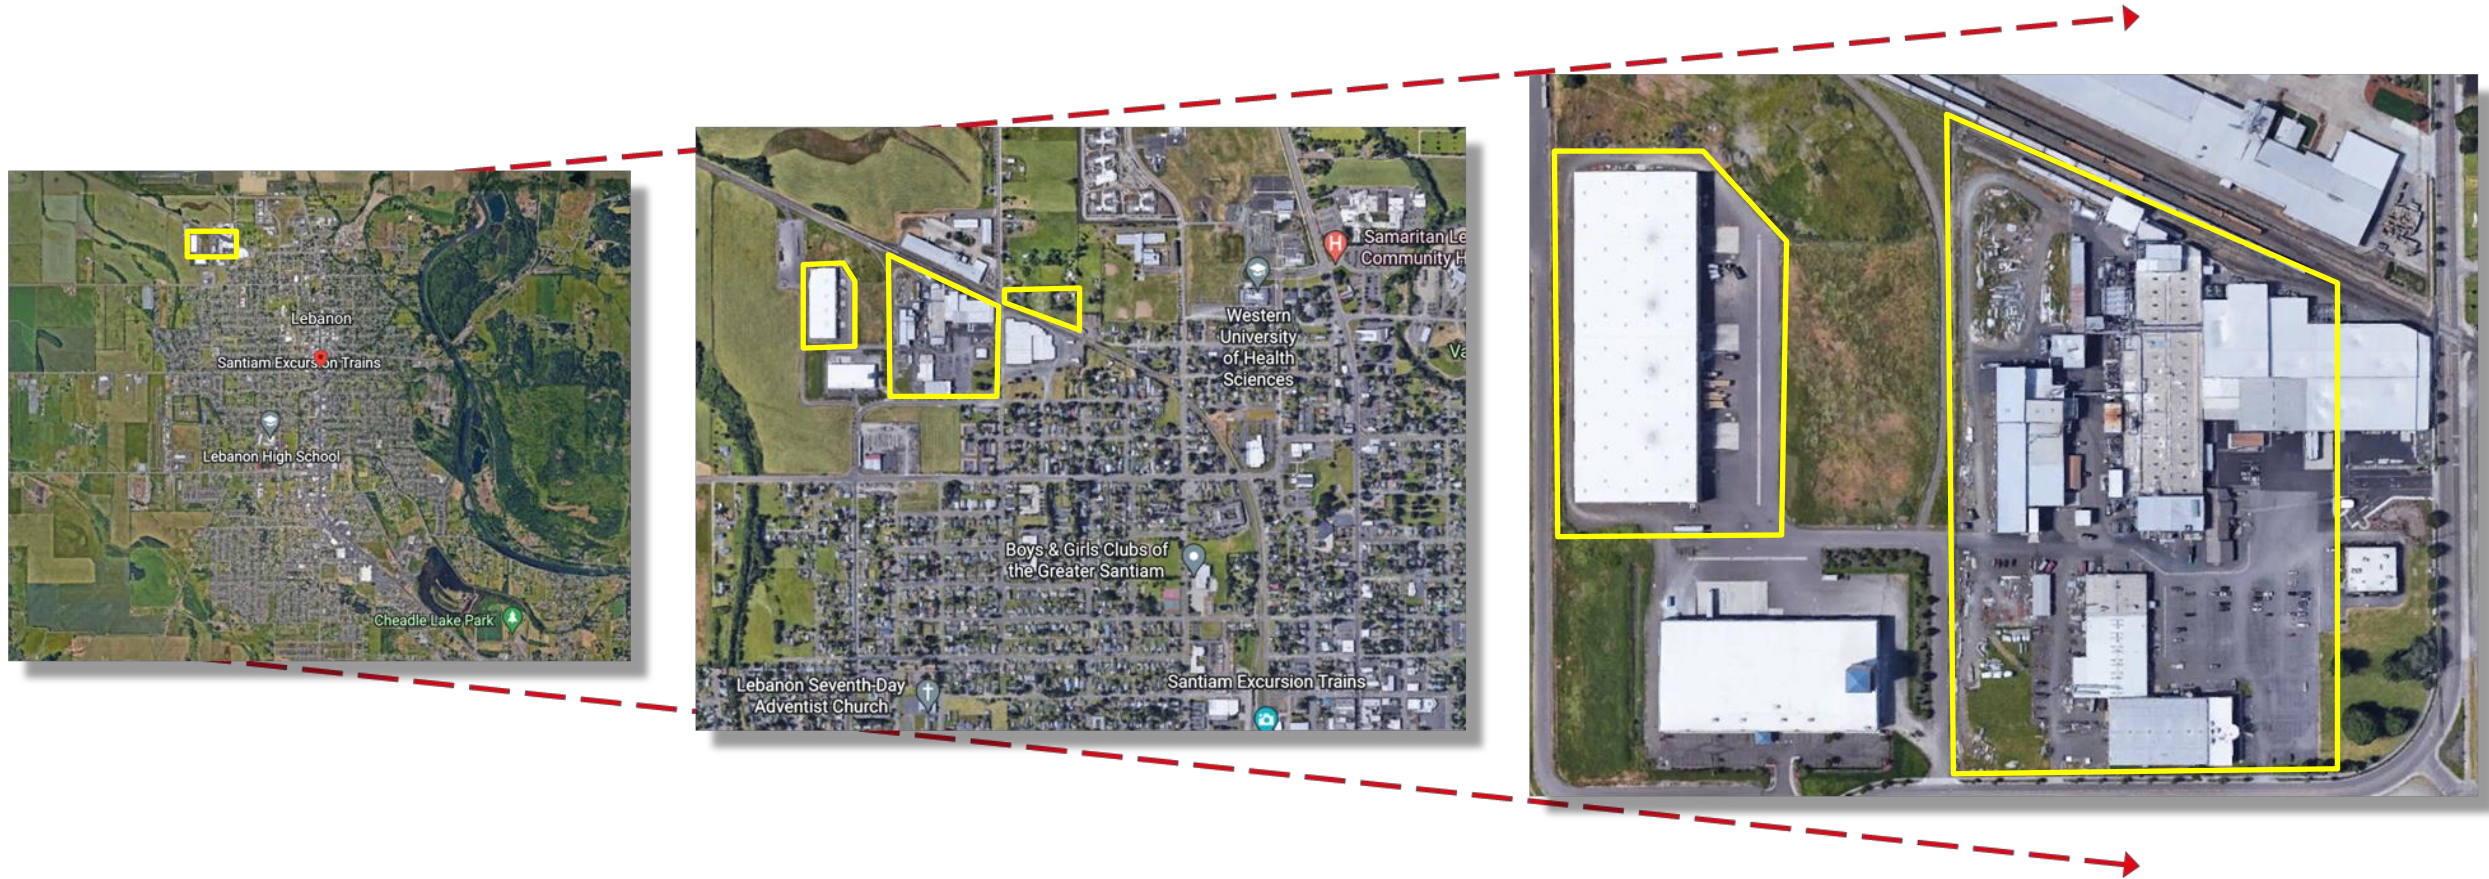 Lebanon
Santiam Excursion Trains
Lebanon High School
Cheadle Lake Park
H
Samaritan Le
Community H
Western
University
of Health
Sciences
Va
Boys & Girls Clubs of
the Greater Santiam
Lebanon Seventh-Day
Adventist Church
Santiam Excursion Trains